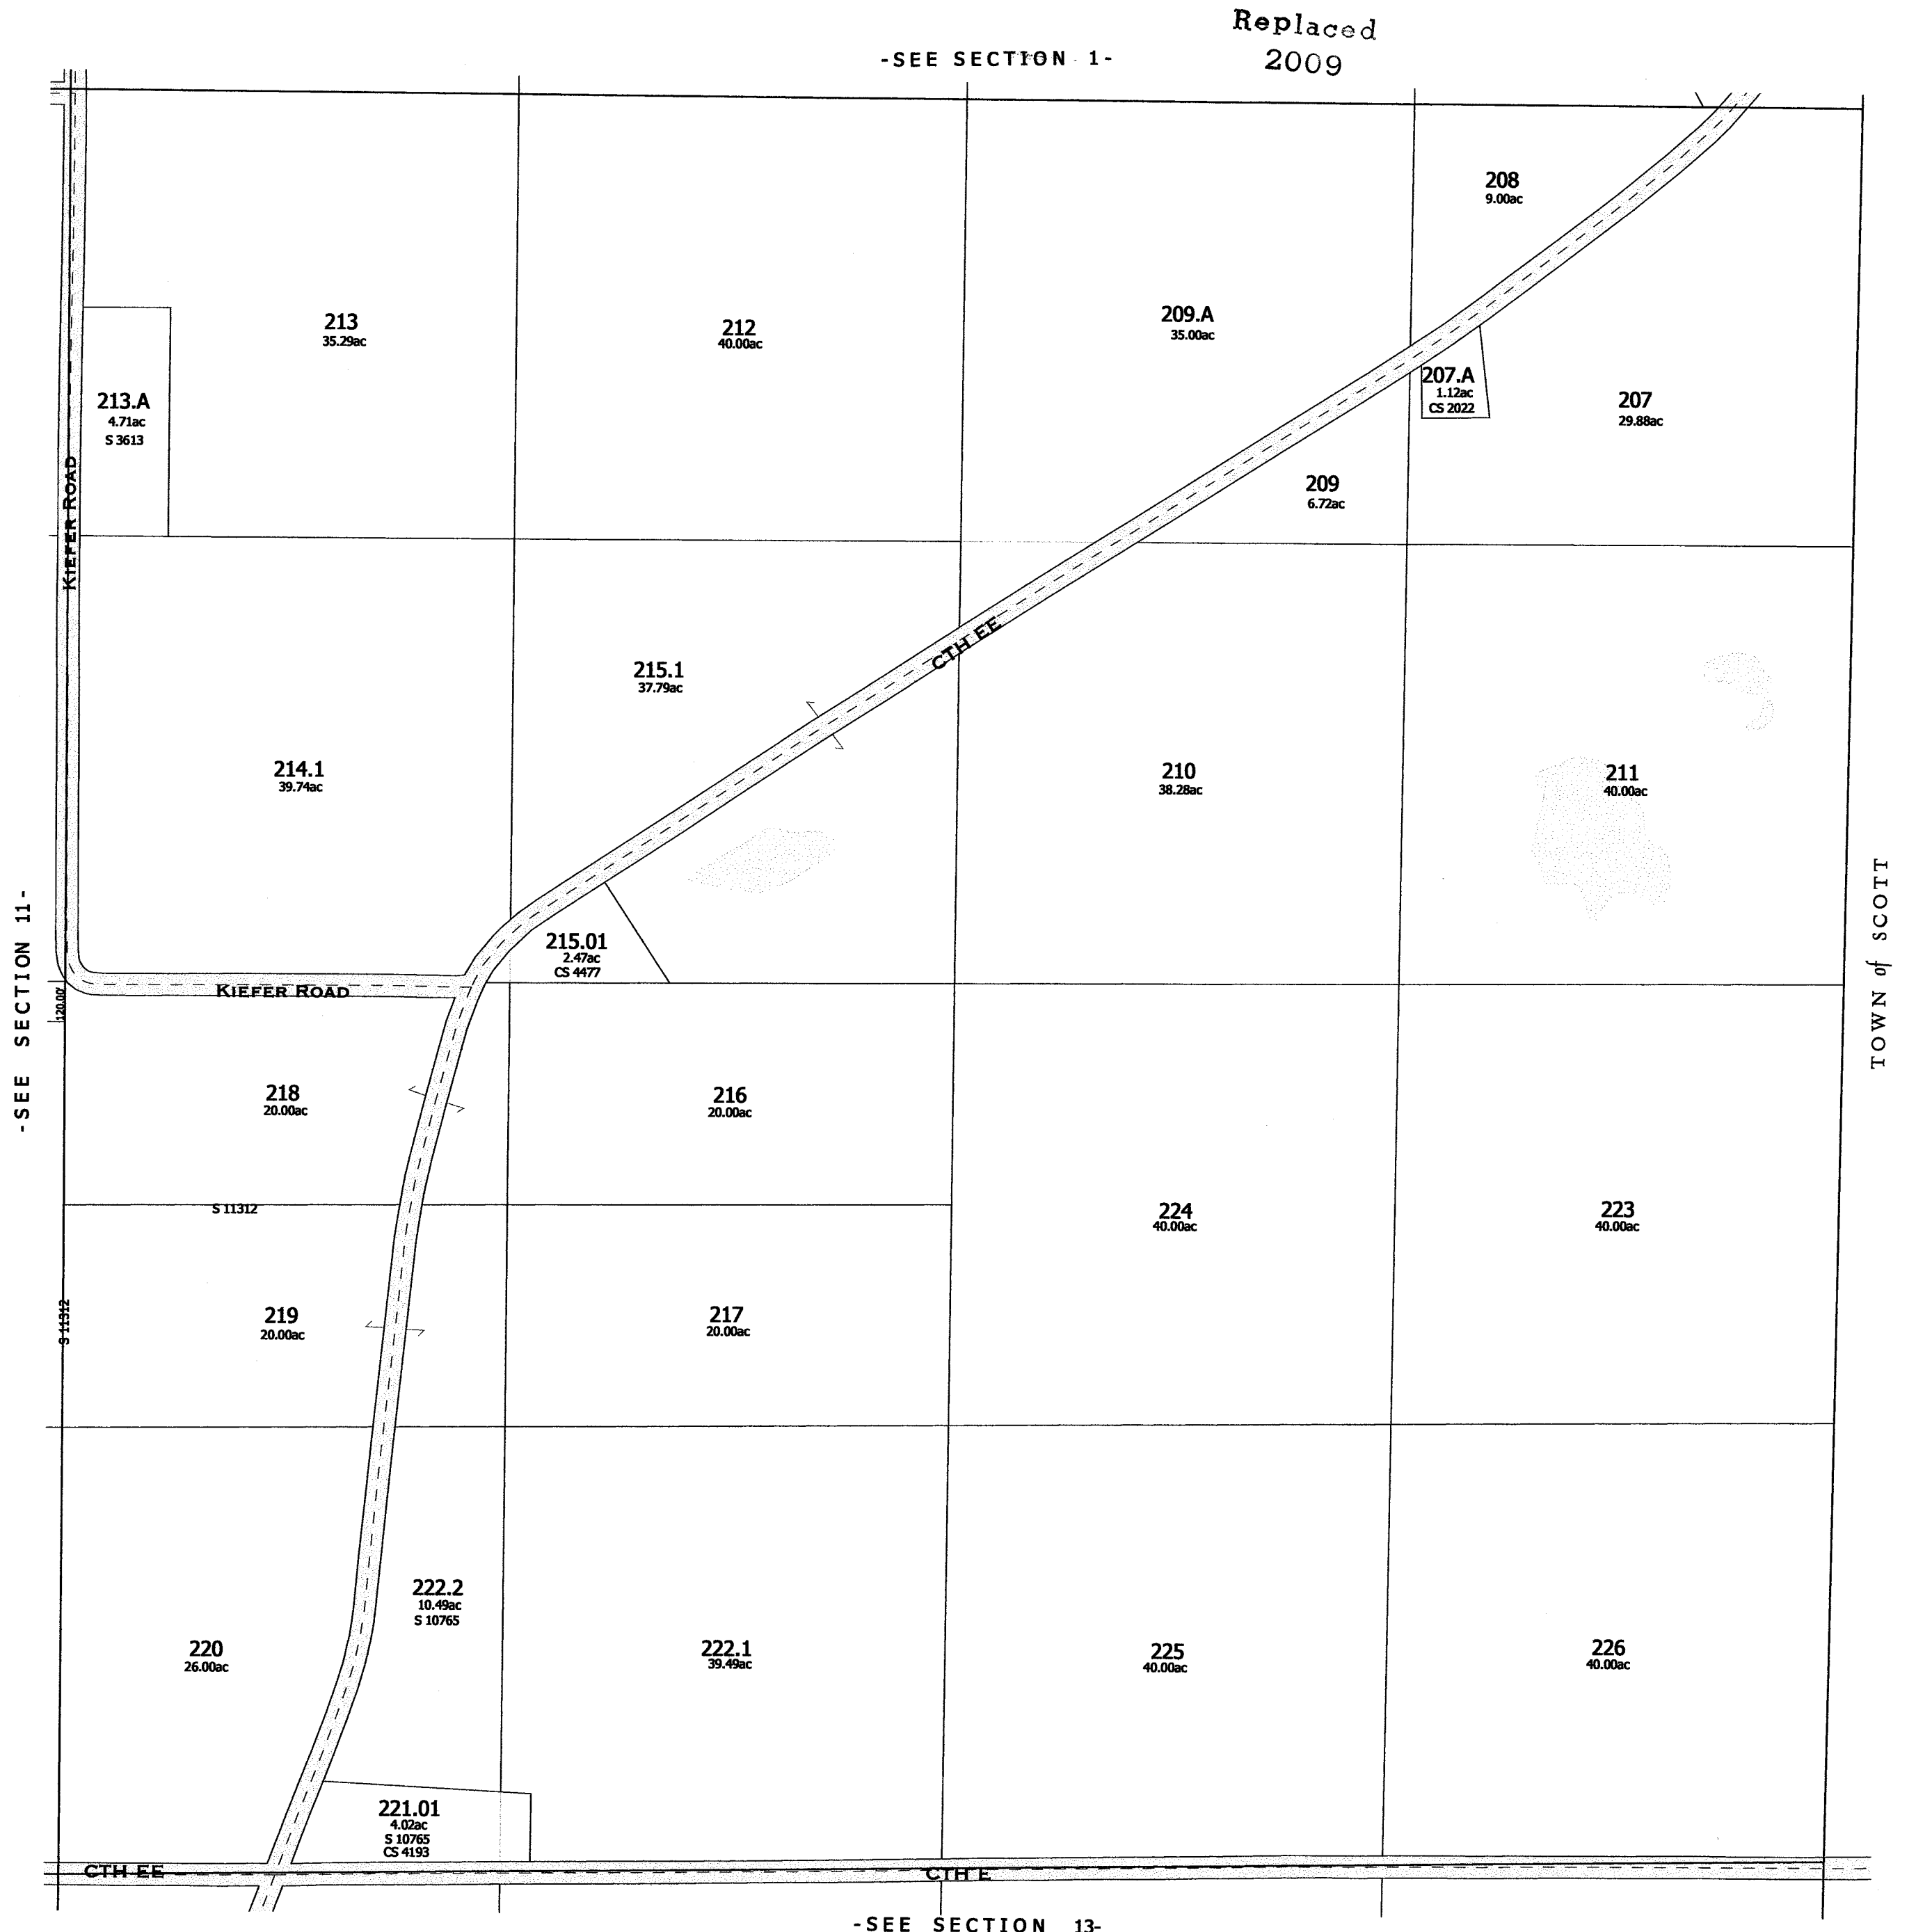 Replaced
2009
-SEE SECTION 1-
208
9.00ac
213
35.29ac
212
40.00ac
209.A
35.00ac
213.A
4.71ac
S 3613
207.A
1.12ac
CS 2022
207
29.88ac
KIEFER ROAD
209
6.72ac
CTH EE
215.1
37.79ac
214.1
39.74ac
210
38.28ac
211
40.00ac
-SEE SECTION 11-
TOWN of SCOTT
215.01
2.47ac
CS 4477
KIEFER ROAD
120.00'
218
20.00ac
216
20.00ac
S 11312
224
40.00ac
223
40.00ac
S 11312
219
20.00ac
217
20.00ac
222.2
10.49ac
S 10765
220
26.00ac
222.1
39.49ac
225
40.00ac
226
40.00ac
221.01
4.02ac
S 10765
CS 4193
CTH EE
CTH E
-SEE SECTION 13-